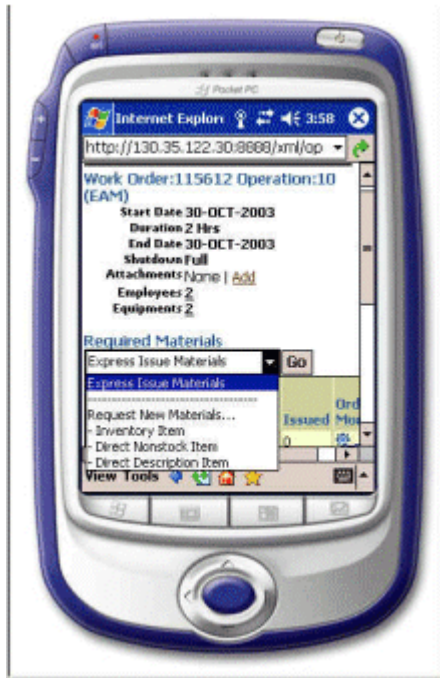 Pocket PC
Internet Explor 3:58
http://130.35.122.30:8888/xml/op
Work Order:115612 Operation:10
(EAM)
Start Date 30-OCT-2003
Duration 2 Hrs
End Date 30-OCT-2003
Shutdown Full
Attachments None | Add
Employees 2
Equipments 2
Required Materials
Express Issue Materials Go
Express Issue Materials
--------------------------------
Request New Materials...
- Inventory Item
- Direct Nonstock Item
- Direct Description Item
Issued
Ord
Mo
0
View Tools